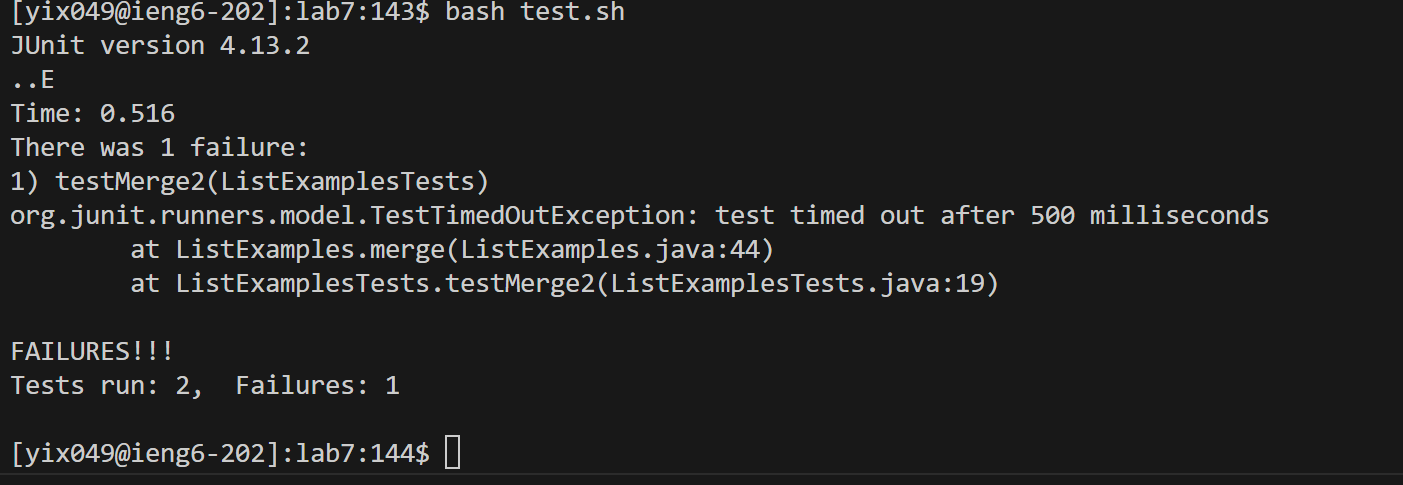 [yix049@ieng6-202]:lab7:143$ bash test.sh
JUnit version 4.13.2
..E
Time: 0.516
There was 1 failure:
1) testMerge2(ListExamplesTests)
org.junit.runners.model.TestTimedOutException: test timed out after 500 milliseconds
        at ListExamples.merge(ListExamples.java:44)
        at ListExamplesTests.testMerge2(ListExamplesTests.java:19)

FAILURES!!!
Tests run: 2,  Failures: 1

[yix049@ieng6-202]:lab7:144$